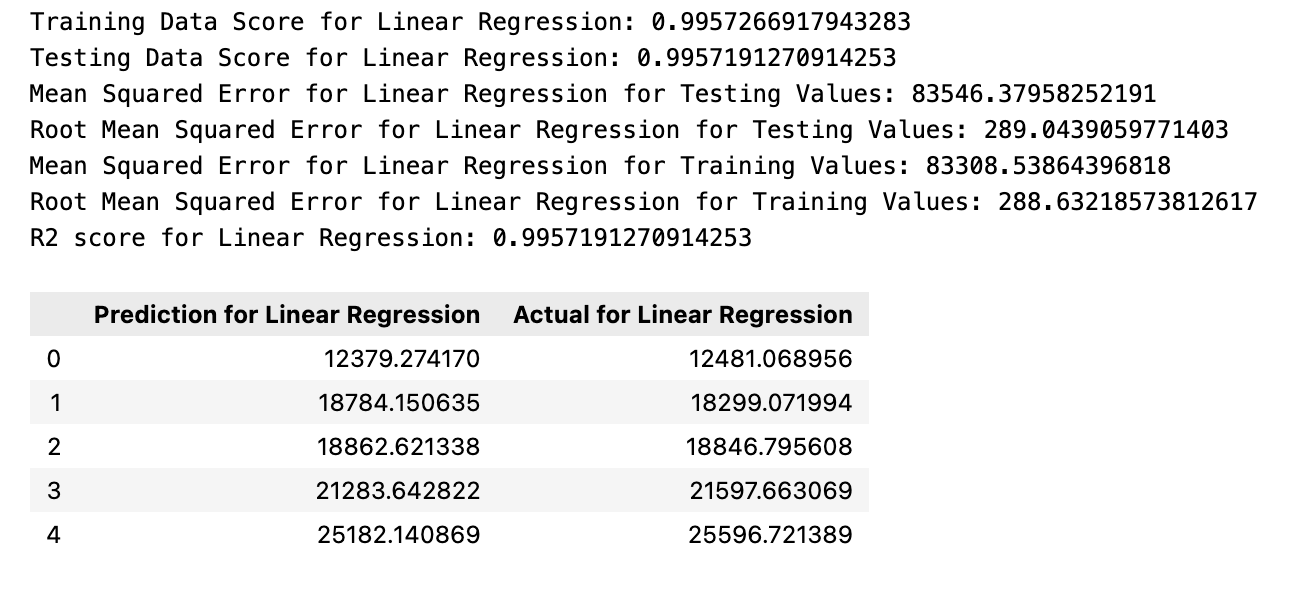 Training Data Score for Linear Regression: 0.9957266917943283
Testing Data Score for Linear Regression: 0.9957191270914253
Mean Squared Error for Linear Regression for Testing Values: 83546.37958252191
Root Mean Squared Error for Linear Regression for Testing Values: 289.0439059771403
Mean Squared Error for Linear Regression for Training Values: 83308.53864396818
Root Mean Squared Error for Linear Regression for Training Values: 288.63218573812617
R2 score for Linear Regression: 0.9957191270914253
Prediction for Linear Regression Actual for Linear Regression
0 12379.274170 12481.068956
1 18784.150635 18299.071994
2 18862.621338 18846.795608
3 21283.642822 21597.663069
4 25182.140869 25596.721389